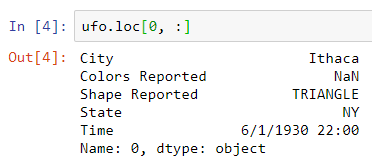 In [4]: ufo.loc[0, :]
Out[4]: City Ithaca
Colors Reported NaN
Shape Reported TRIANGLE
State NY
Time 6/1/1930 22:00
Name: 0, dtype: object